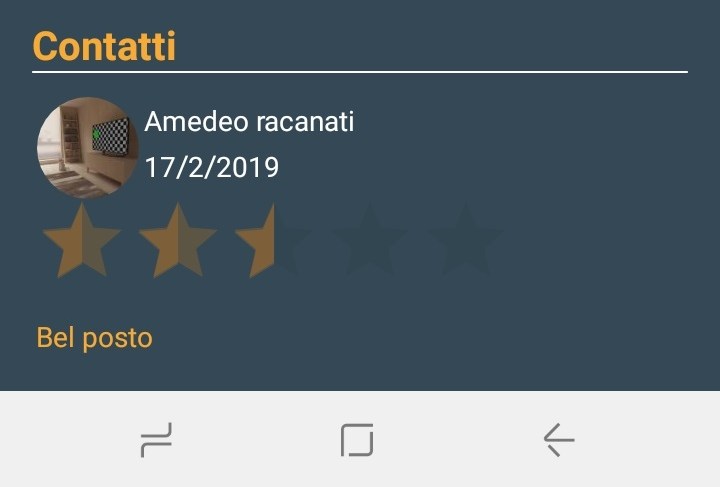 Contatti
Amedeo racanati
17/2/2019
Bel posto